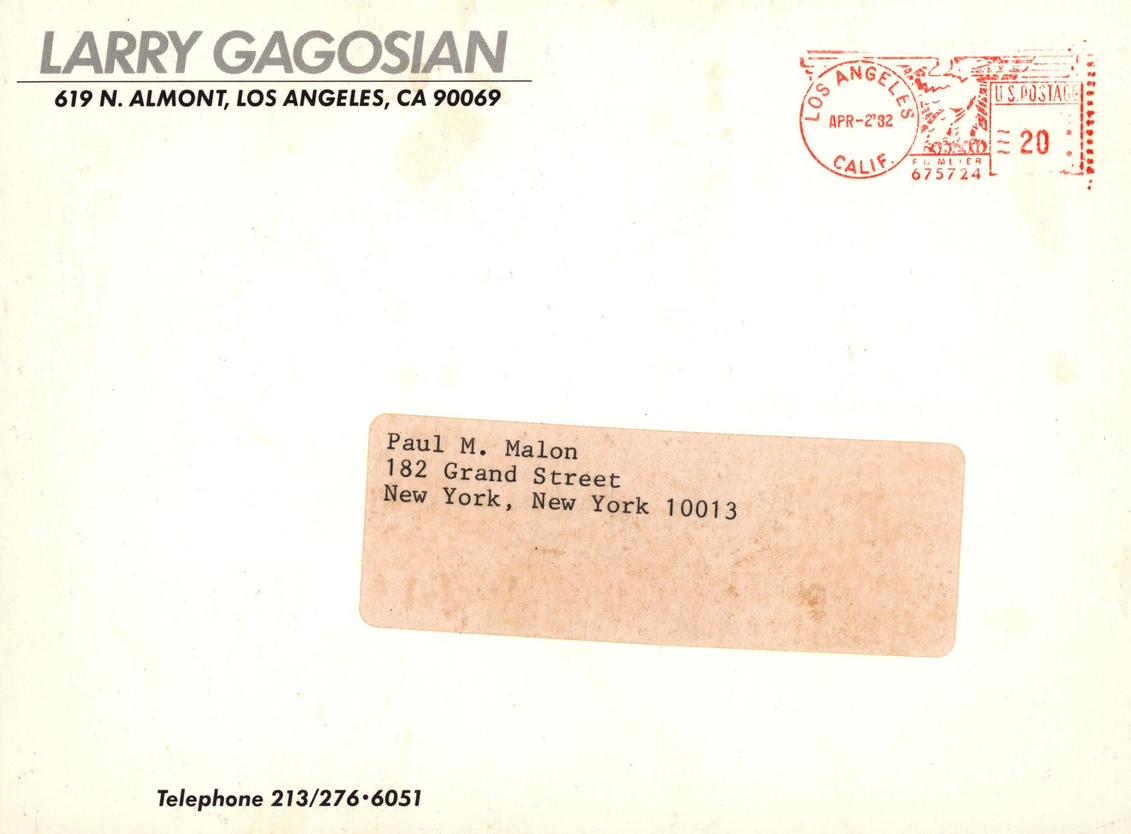 LARRY GAGOSIAN
619 N. ALMONT, LOS ANGELES, CA 90069
LOS ANGELES
APR-2'82
CALIF.
U.S.POSTAGE
20
P.B. METER
675724
Paul M. Malon
182 Grand Street
New York, New York 10013
Telephone 213/276•6051